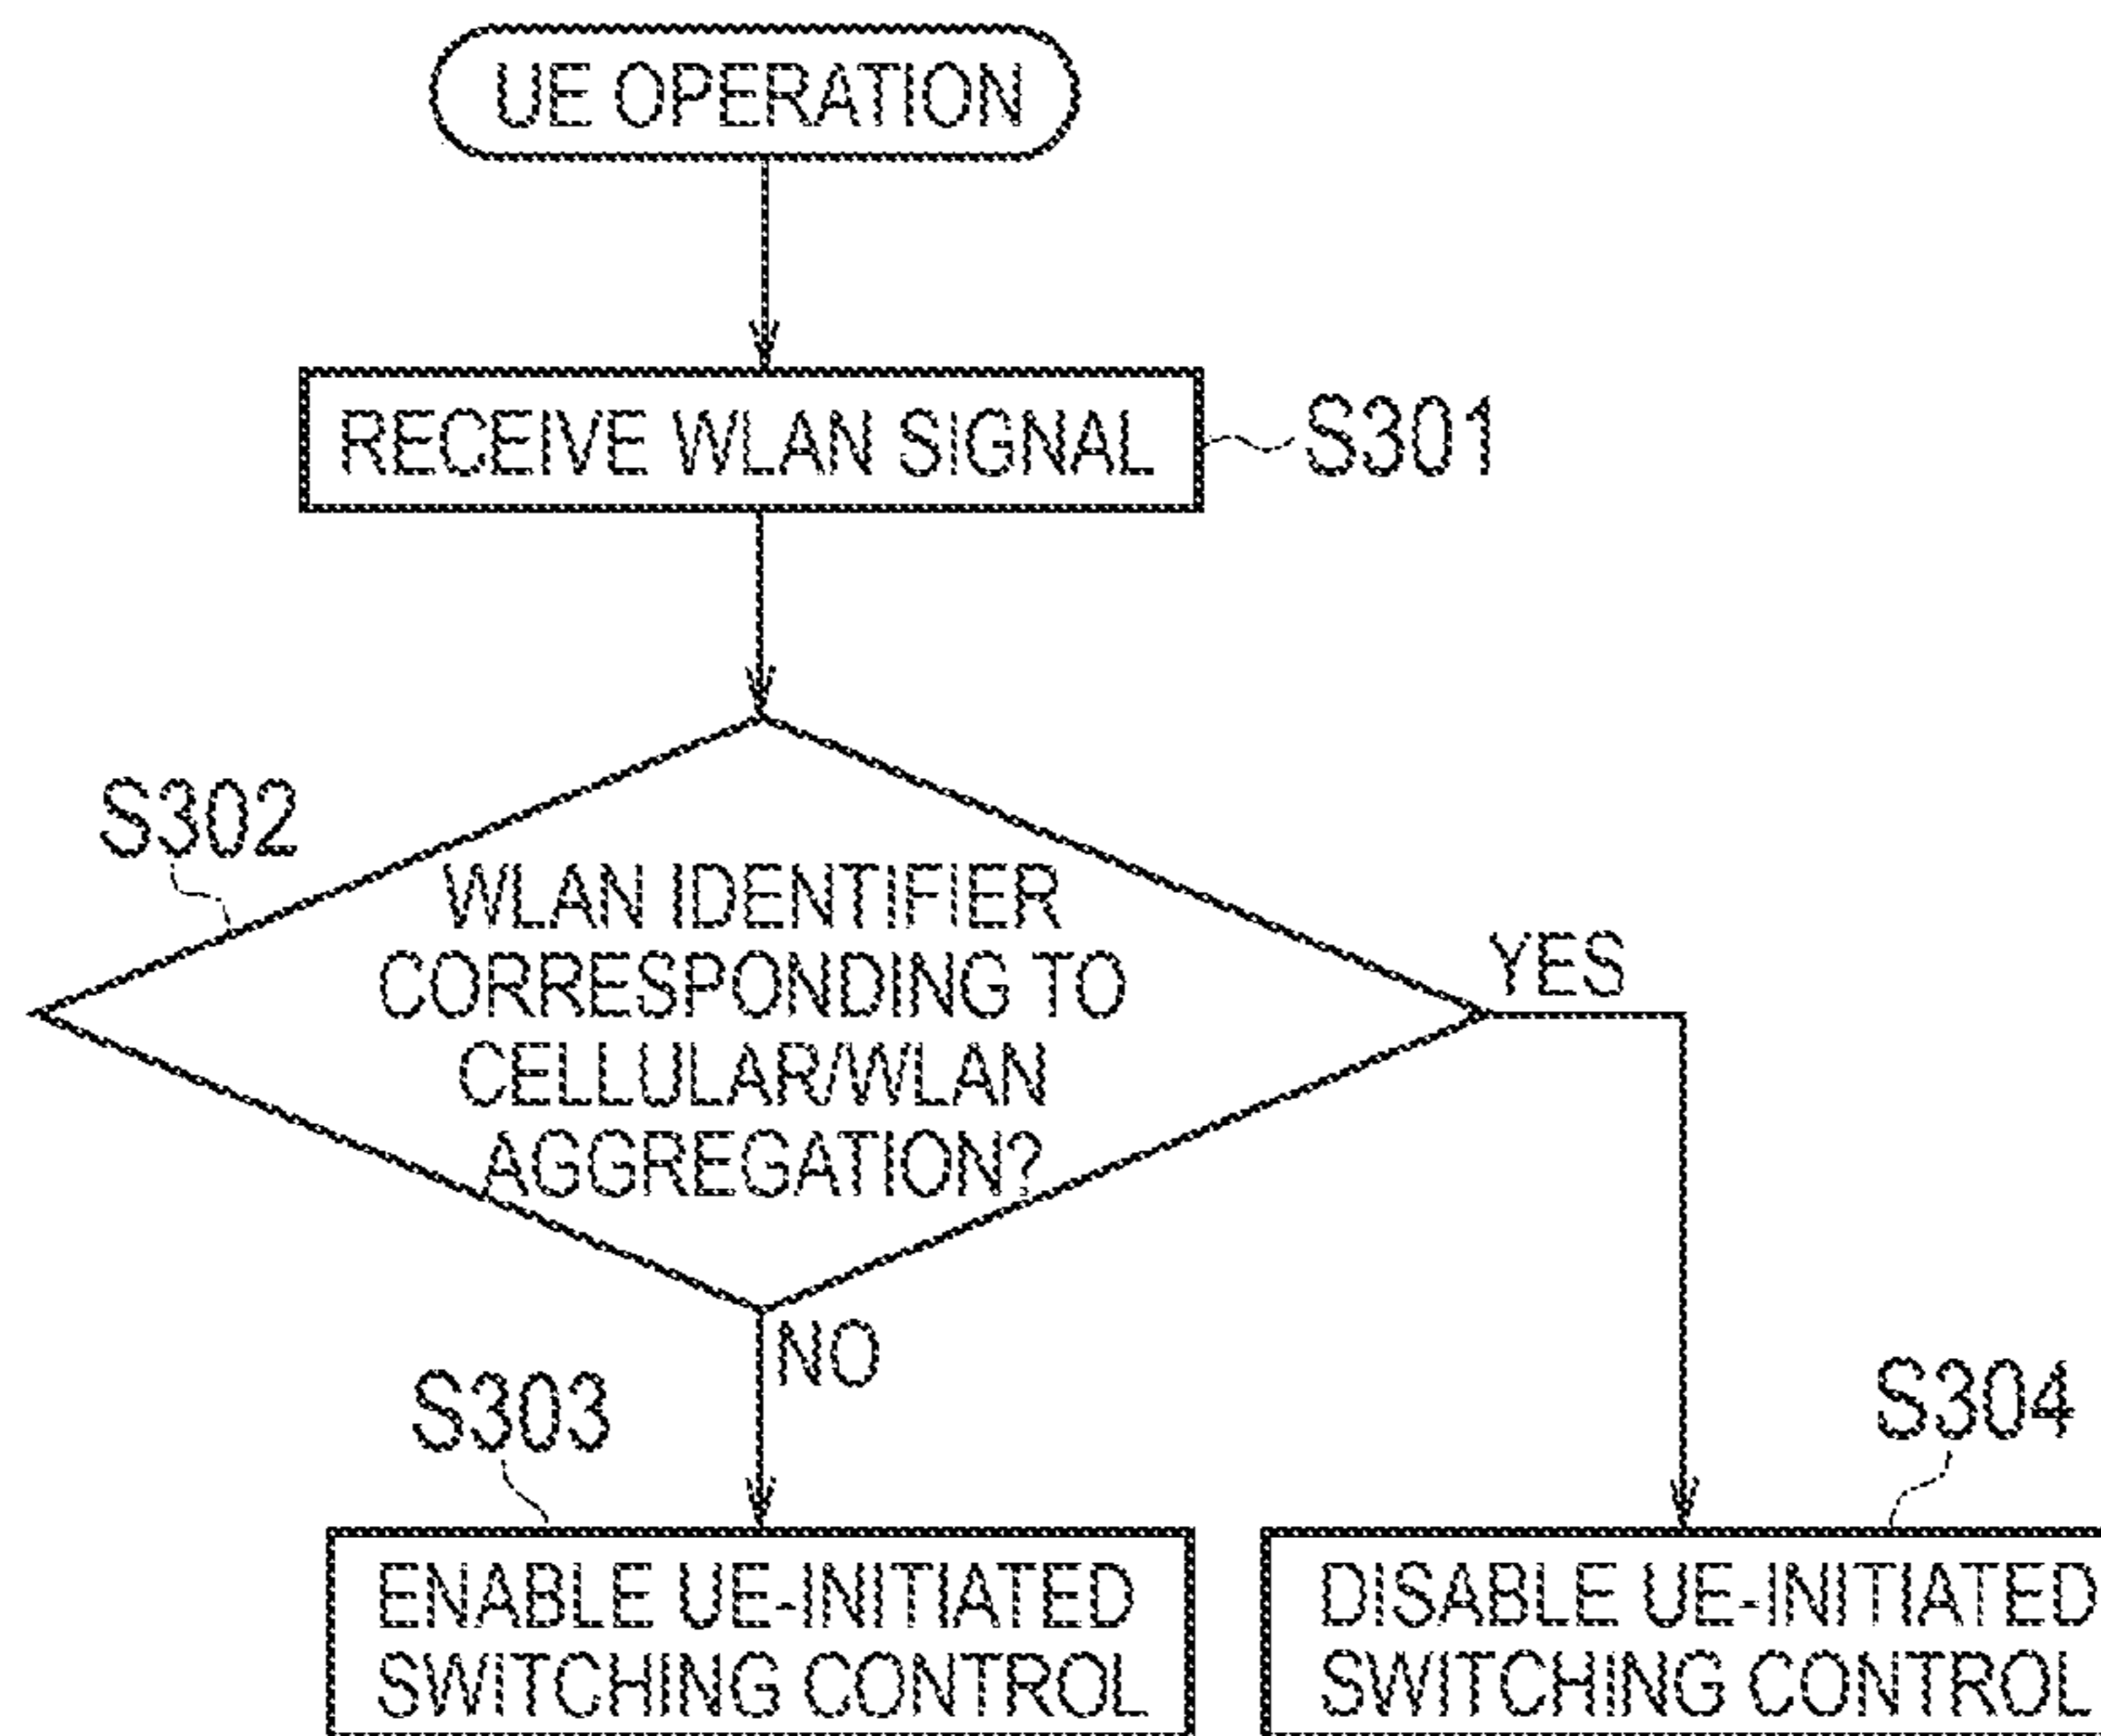 UE OPERATION
RECEIVE WLAN SIGNAL
S301
S302
WLAN IDENTIFIER
CORRESPONDING TO
CELLULAR/WLAN
AGGREGATION?
YES
NO
S303
ENABLE UE-INITIATED
SWITCHING CONTROL
S304
DISABLE UE-INITIATED
SWITCHING CONTROL